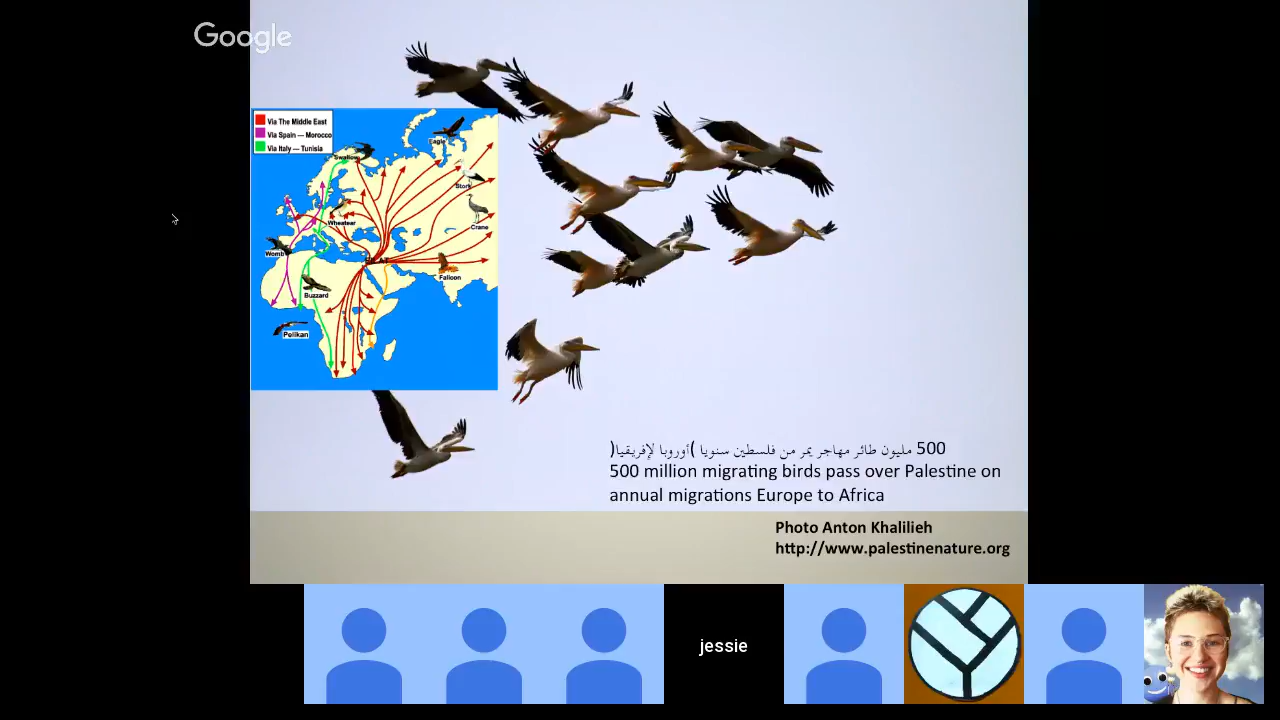 Google
Via The Middle East
Via Spain — Morocco
Via Italy — Tunisia
Eagle
Swallow
Stork
Wheatear
Crane
Womb
Falcon
Buzzard
Pelikan
500 مليون طائر مهاجر يمر من فلسطين سنويا )أوروبا لإفريقيا(
500 million migrating birds pass over Palestine on
annual migrations Europe to Africa
Photo Anton Khalilieh
http://www.palestinenature.org
jessie